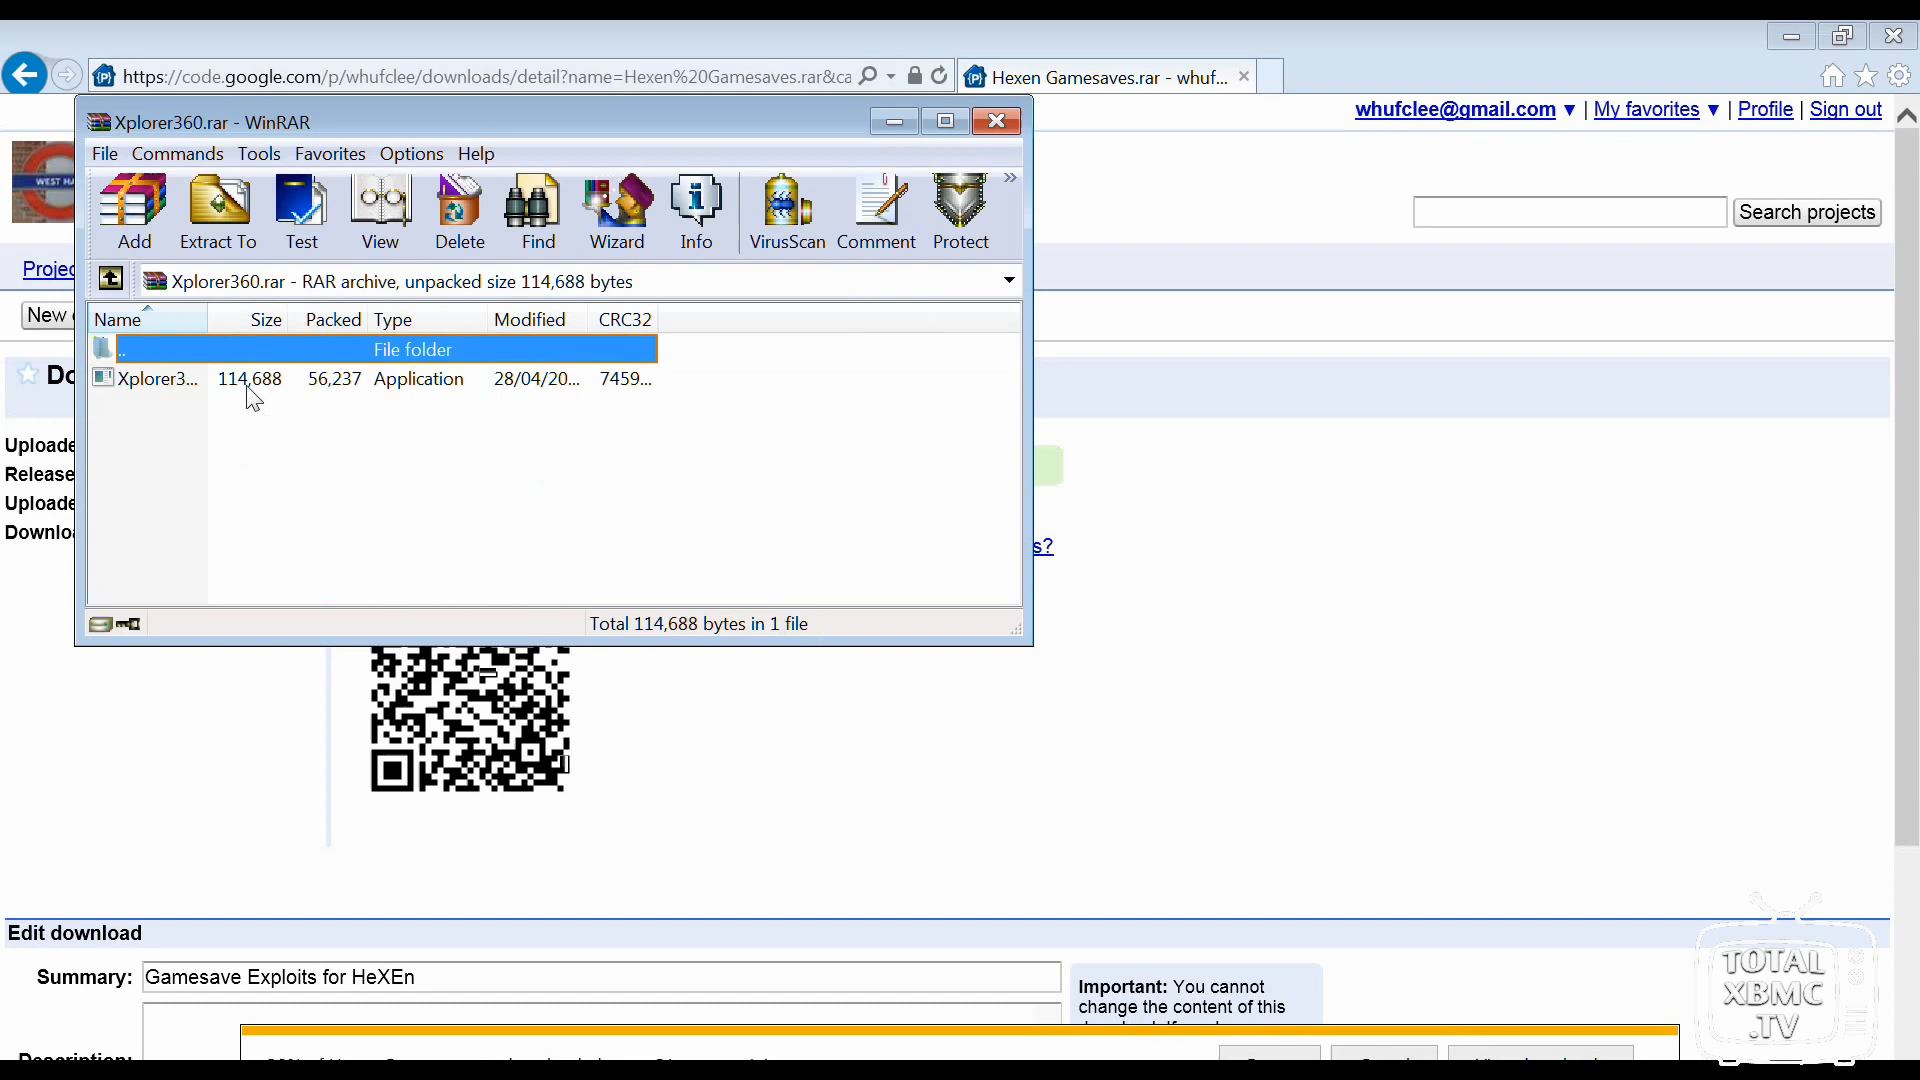 https://code.google.com/p/whufclee/downloads/detail?name=Hexen%20Gamesaves.rar&ca
Hexen Gamesaves.rar - whuf...
whufclee@gmail.com ▼ | My favorites ▼ | Profile | Sign out
Xplorer360.rar - WinRAR
File Commands Tools Favorites Options Help
WEST HA
Add Extract To Test View Delete Find Wizard Info VirusScan Comment Protect
Search projects
Projec
Xplorer360.rar - RAR archive, unpacked size 114,688 bytes
New
Name Size Packed Type Modified CRC32
.. File folder
Do
Xplorer3... 114,688 56,237 Application 28/04/20... 7459...
Uploade
Release
Uploade
Downloa
s?
Total 114,688 bytes in 1 file
Edit download
Summary: Gamesave Exploits for HeXEn
Important: You cannot
change the content of this
TOTAL
XBMC
.TV